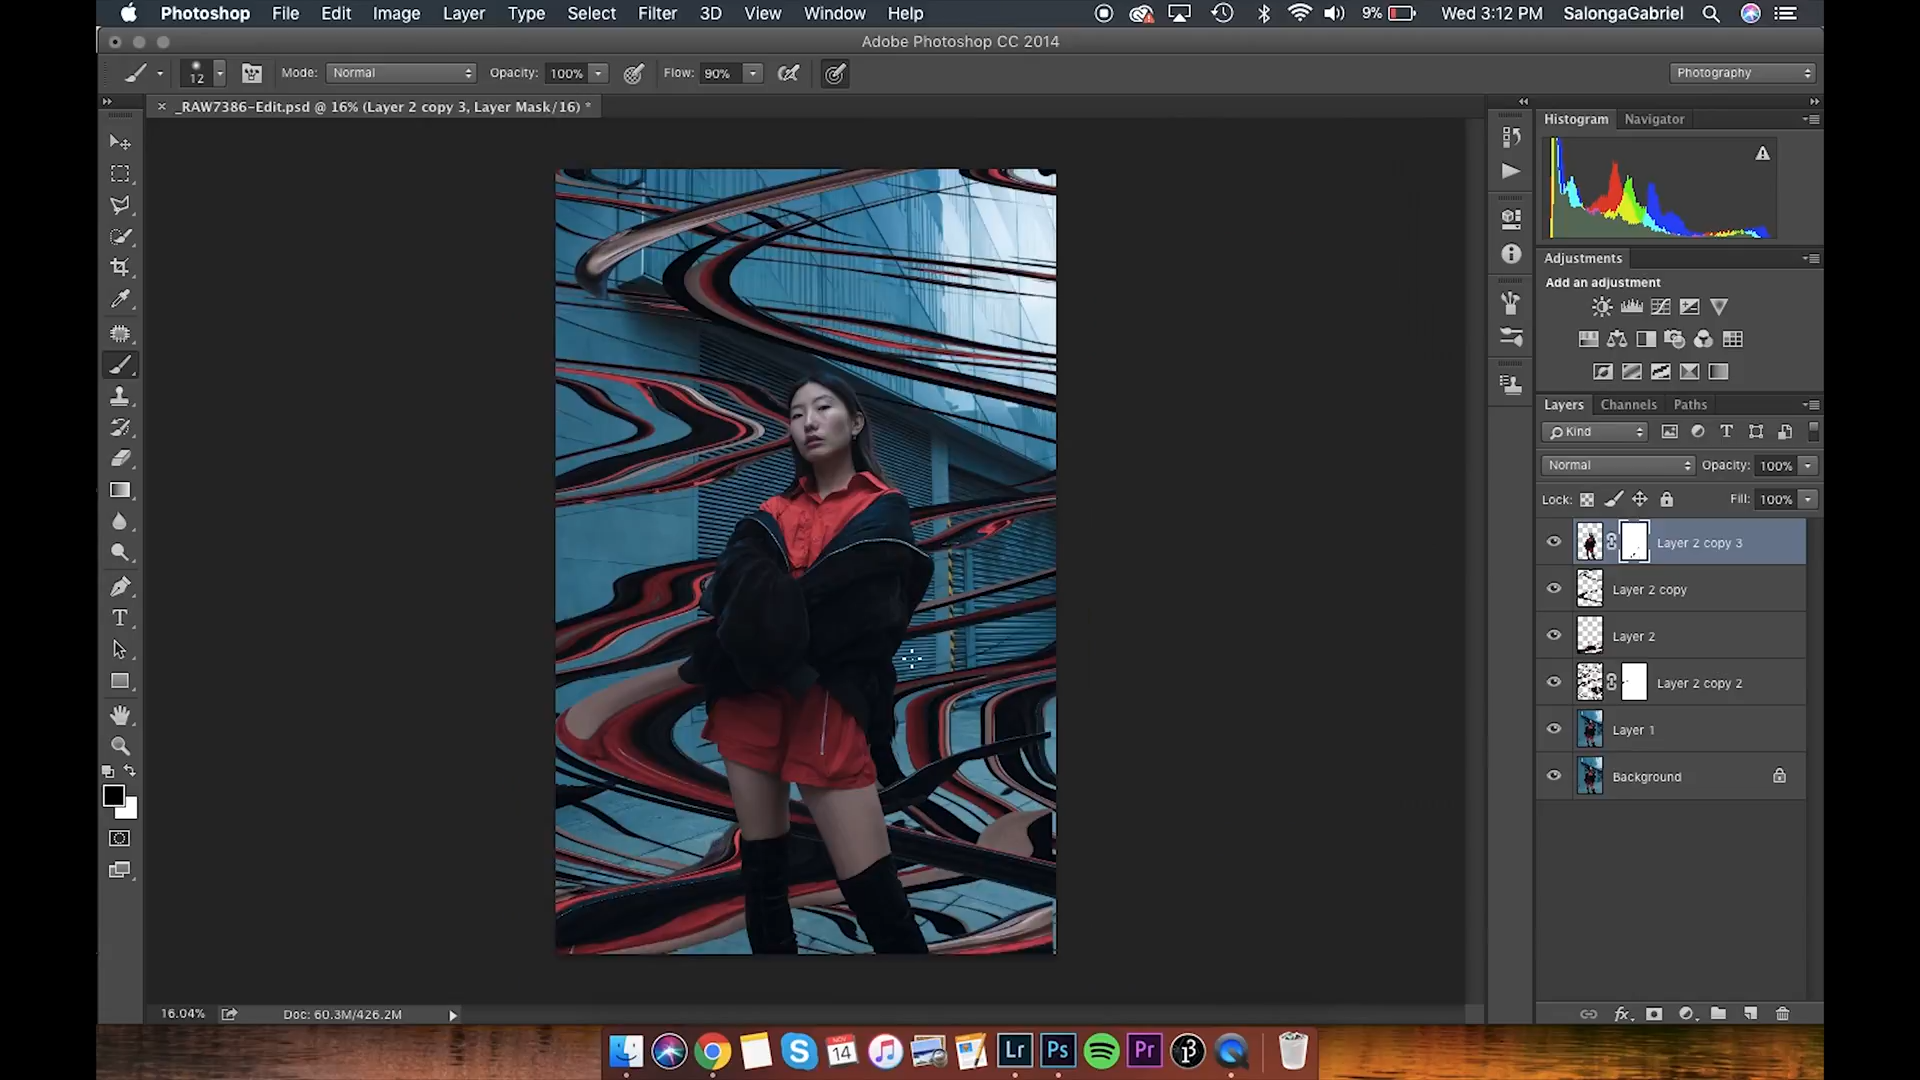 Photoshop File Edit Image Layer Type Select Filter 3D View Window Help 9% Wed 3:12 PM SalongaGabriel
Adobe Photoshop CC 2014
12 Mode: Normal Opacity: 100% Flow: 90% Photography
_RAW7386-Edit.psd @ 16% (Layer 2 copy 3, Layer Mask/16) *
Histogram Navigator
Adjustments
Add an adjustment
Layers Channels Paths
Kind
Normal Opacity: 100%
Lock: Fill: 100%
Layer 2 copy 3
Layer 2 copy
Layer 2
Layer 2 copy 2
Layer 1
Background
16.04% Doc: 60.3M/426.2M
fx
NOV
14
Lr
Ps
Pr